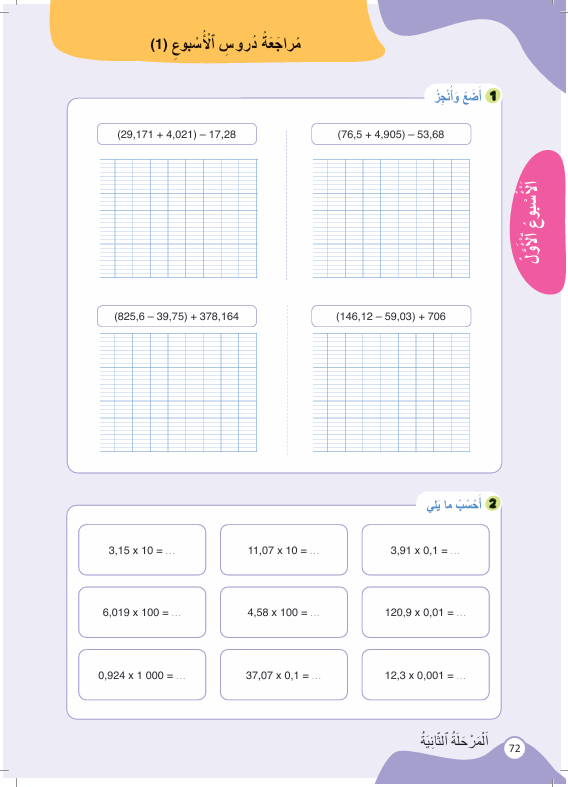 مُراجَعَةُ دُروسِ ٱلْأُسْبوعِ (1)
1 أَضَعُ وَأُنْجِزُ
(76,5 + 4,905) – 53,68
(29,171 + 4,021) – 17,28
ٱلْأُسْبوعُ ٱلْأَوَّلُ
(146,12 – 59,03) + 706
(825,6 – 39,75) + 378,164
2 أَحْسُبُ ما يَلي
3,15 x 10 = ...
11,07 x 10 = ...
3,91 x 0,1 = ...
6,019 x 100 = ...
4,58 x 100 = ...
120,9 x 0,01 = ...
0,924 x 1 000 = ...
37,07 x 0,1 = ...
12,3 x 0,001 = ...
اَلْمَرْحَلَةُ ٱلثّانِيَةُ
72